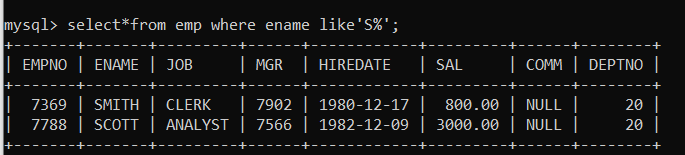 mysql> select*from emp where ename like'S%';
+-------+-------+---------+------+------------+---------+------+--------+
| EMPNO | ENAME | JOB     | MGR  | HIREDATE   | SAL     | COMM | DEPTNO |
+-------+-------+---------+------+------------+---------+------+--------+
|  7369 | SMITH | CLERK   | 7902 | 1980-12-17 |  800.00 | NULL |     20 |
|  7788 | SCOTT | ANALYST | 7566 | 1982-12-09 | 3000.00 | NULL |     20 |
+-------+-------+---------+------+------------+---------+------+--------+